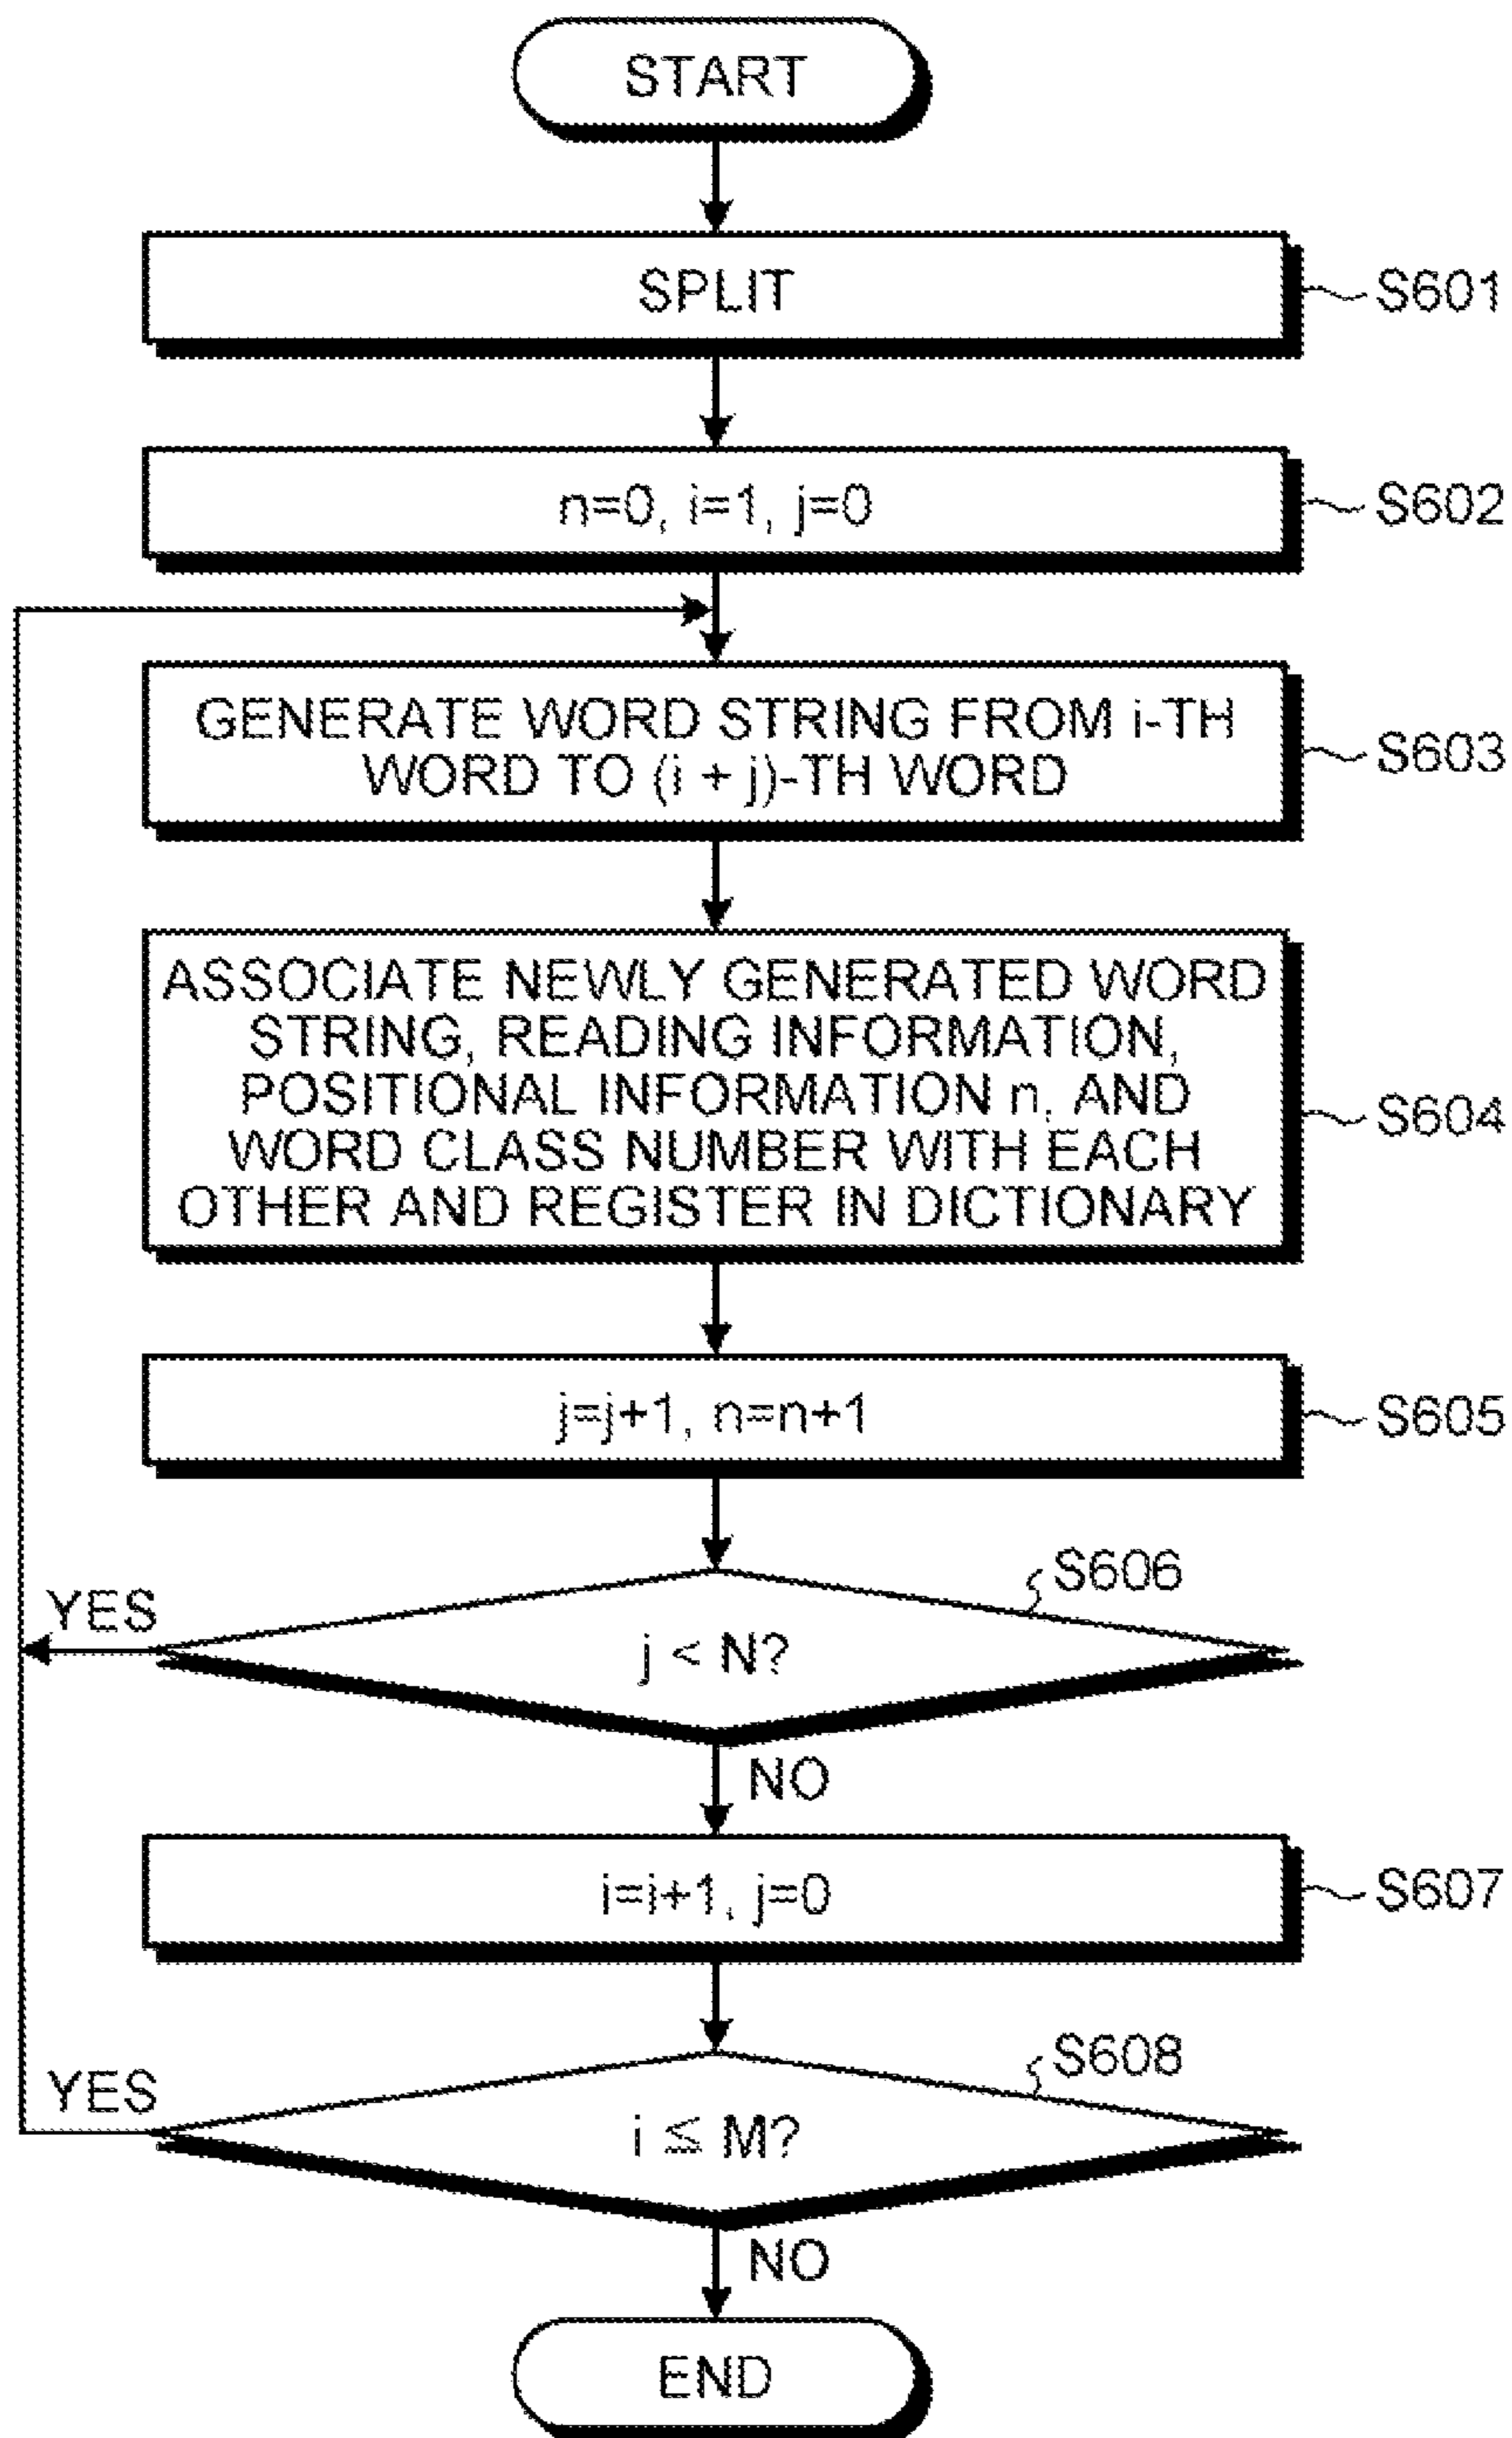 START
SPLIT
S601
n=0, i=1, j=0
S602
GENERATE WORD STRING FROM i-TH
WORD TO (i + j)-TH WORD
S603
ASSOCIATE NEWLY GENERATED WORD
STRING, READING INFORMATION,
POSITIONAL INFORMATION n, AND
WORD CLASS NUMBER WITH EACH
OTHER AND REGISTER IN DICTIONARY
S604
j=j+1, n=n+1
S605
S606
YES
j < N?
NO
i=i+1, j=0
S607
S608
YES
i ≦ M?
NO
END